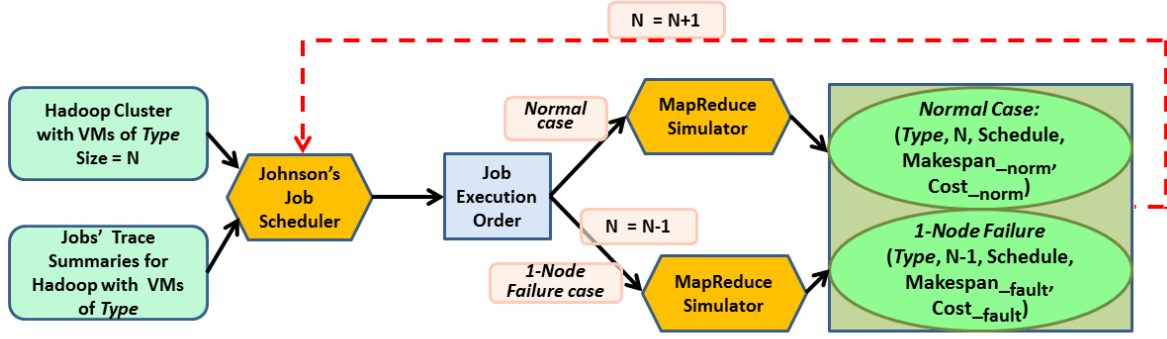 N = N+1
Hadoop Cluster
with VMs of Type
Size = N
Jobs' Trace
Summaries for
Hadoop with VMs
of Type
Johnson's
Job
Scheduler
Job
Execution
Order
Normal
case
N = N-1
1-Node
Failure case
MapReduce
Simulator
MapReduce
Simulator
Normal Case:
(Type, N, Schedule,
Makespan_norm,
Cost_norm)
1-Node Failure
(Type, N-1, Schedule,
Makespan_fault,
Cost_fault)